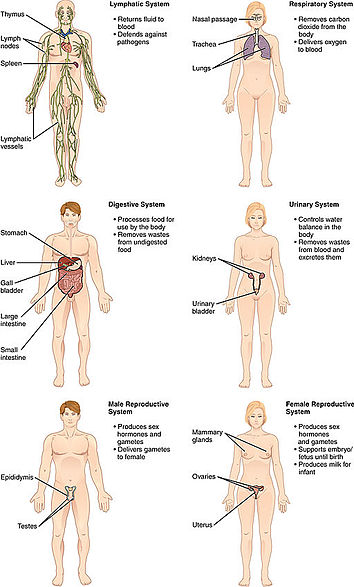 Lymphatic System
• Returns fluid to
blood
• Defends against
pathogens
Thymus
Lymph
nodes
Spleen
Lymphatic
vessels
Respiratory System
• Removes carbon
dioxide from the
body
• Delivers oxygen
to blood
Nasal passage
Trachea
Lungs
Digestive System
• Processes food for
use by the body
• Removes wastes
from undigested
food
Stomach
Liver
Gall
bladder
Large
intestine
Small
intestine
Urinary System
• Controls water
balance in the
body
• Removes wastes
from blood and
excretes them
Kidneys
Urinary
bladder
Male Reproductive
System
• Produces sex
hormones and
gametes
• Delivers gametes
to female
Epididymis
Testes
Female Reproductive
System
• Produces sex
hormones and
gametes
• Supports embryo/
fetus until birth
• Produces milk for
infant
Mammary
glands
Ovaries
Uterus